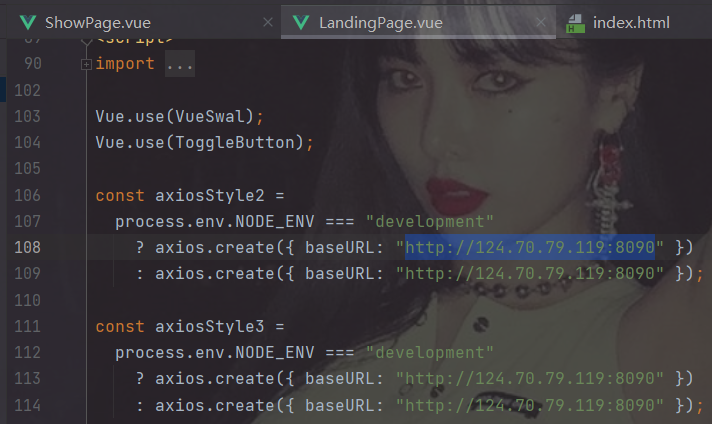 ShowPage.vue LandingPage.vue index.html
89 <script>
90 import ...
102
103 Vue.use(VueSwal);
104 Vue.use(ToggleButton);
105
106 const axiosStyle2 =
107 process.env.NODE_ENV === "development"
108 ? axios.create({ baseURL: "http://124.70.79.119:8090" })
109 : axios.create({ baseURL: "http://124.70.79.119:8090" });
110
111 const axiosStyle3 =
112 process.env.NODE_ENV === "development"
113 ? axios.create({ baseURL: "http://124.70.79.119:8090" })
114 : axios.create({ baseURL: "http://124.70.79.119:8090" });